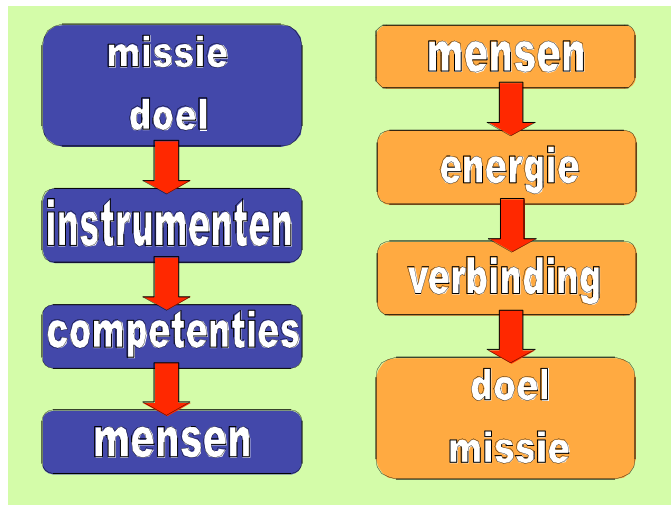 missie
doel
instrumenten
competenties
mensen
mensen
energie
verbinding
doel
missie